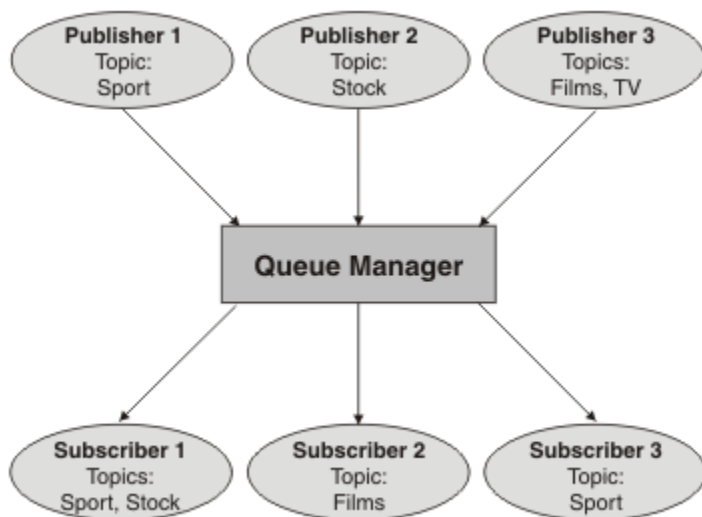 Publisher 1
Topic:
Sport
Publisher 2
Topic:
Stock
Publisher 3
Topics:
Films, TV
Queue Manager
Subscriber 1
Topics:
Sport, Stock
Subscriber 2
Topic:
Films
Subscriber 3
Topic:
Sport